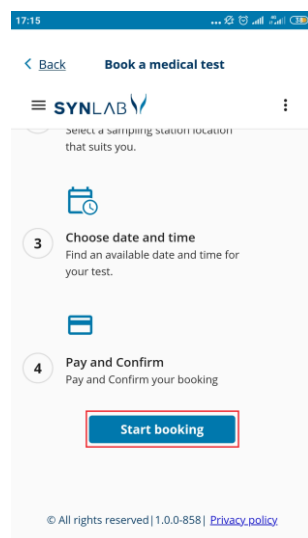 17:15
Back
Book a medical test
SYNLAB
Select a sampling station location
that suits you.
3
Choose date and time
Find an available date and time for
your test.
4
Pay and Confirm
Pay and Confirm your booking
Start booking
© All rights reserved|1.0.0-858| Privacy policy